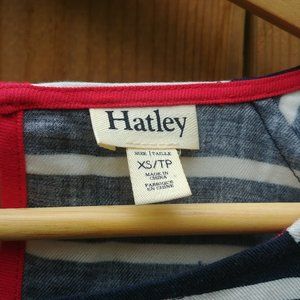 Hatley
SIZE | TAILLE
XS/TP
MADE IN
CHINA
FABRIQUÉ
EN CHINE